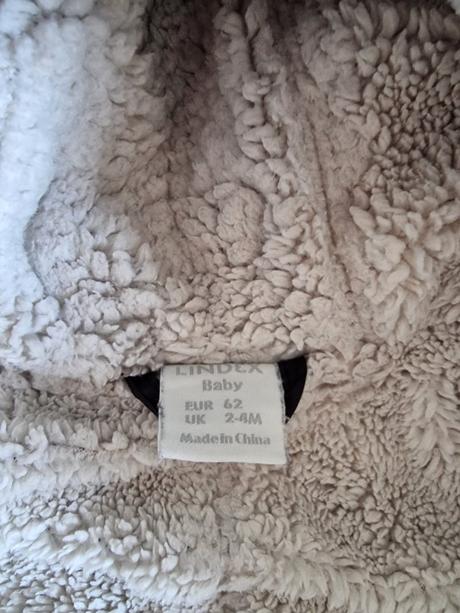 LINDEX
Baby
EUR 62
UK 2-4M
Made in China